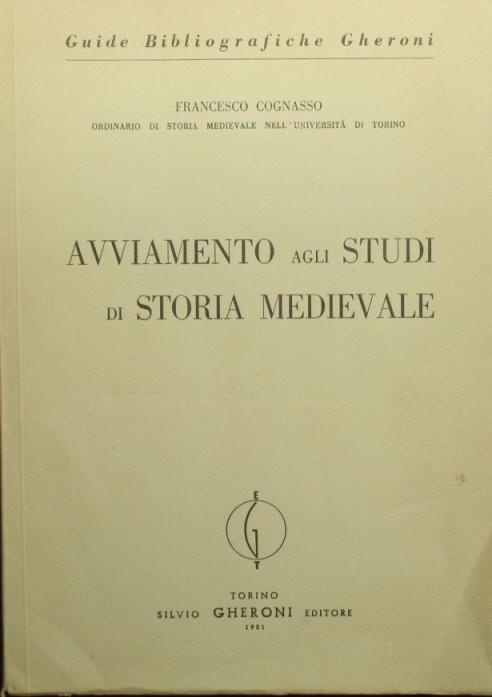 Guide Bibliografiche Gheroni
FRANCESCO COGNASSO
ORDINARIO DI STORIA MEDIEVALE NELL'UNIVERSITÀ DI TORINO
AVVIAMENTO AGLI STUDI
DI STORIA MEDIEVALE
E
G
T
TORINO
SILVIO GHERONI EDITORE
1951